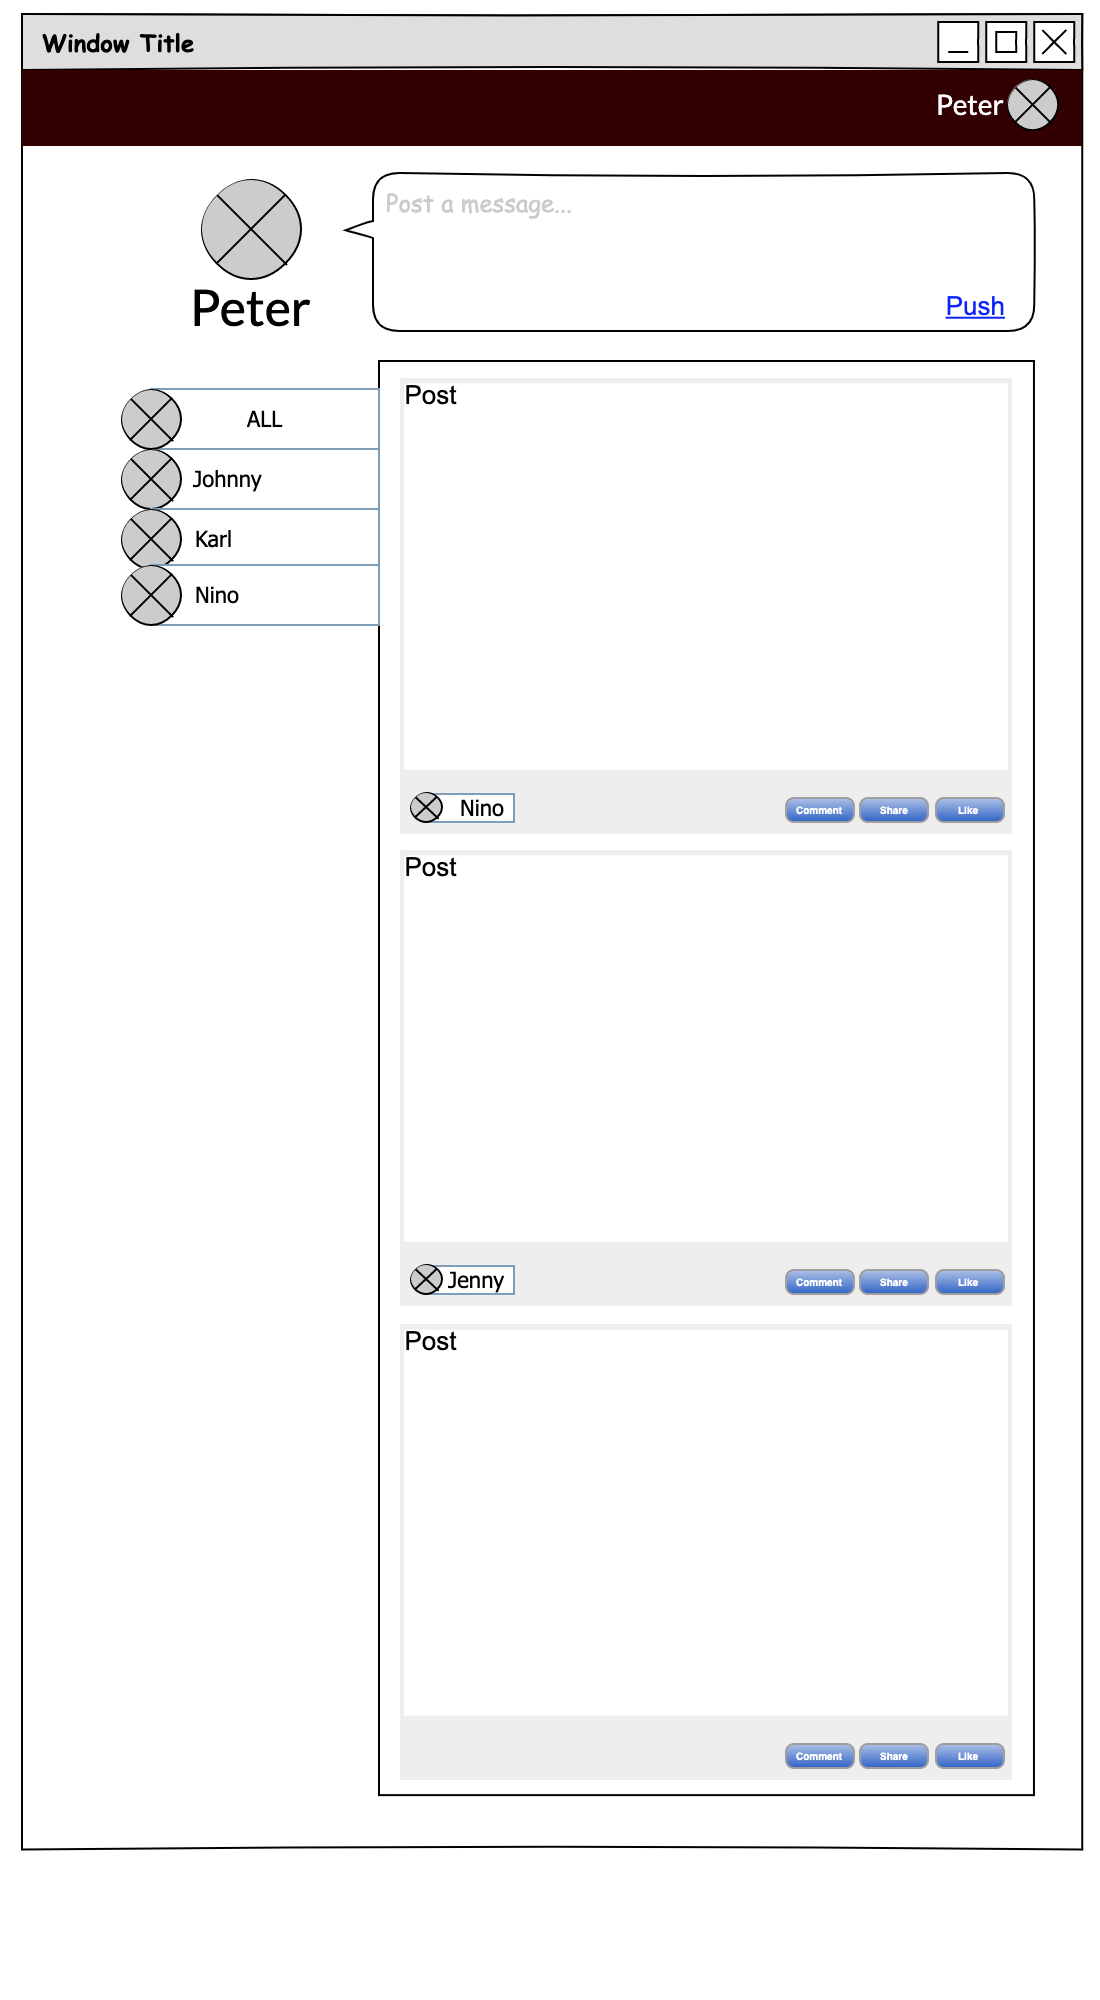 Window Title
Peter
Post a message...
Push
Peter
ALL
Johnny
Karl
Nino
Post
Nino
Comment
Share
Like
Post
Jenny
Comment
Share
Like
Post
Comment
Share
Like